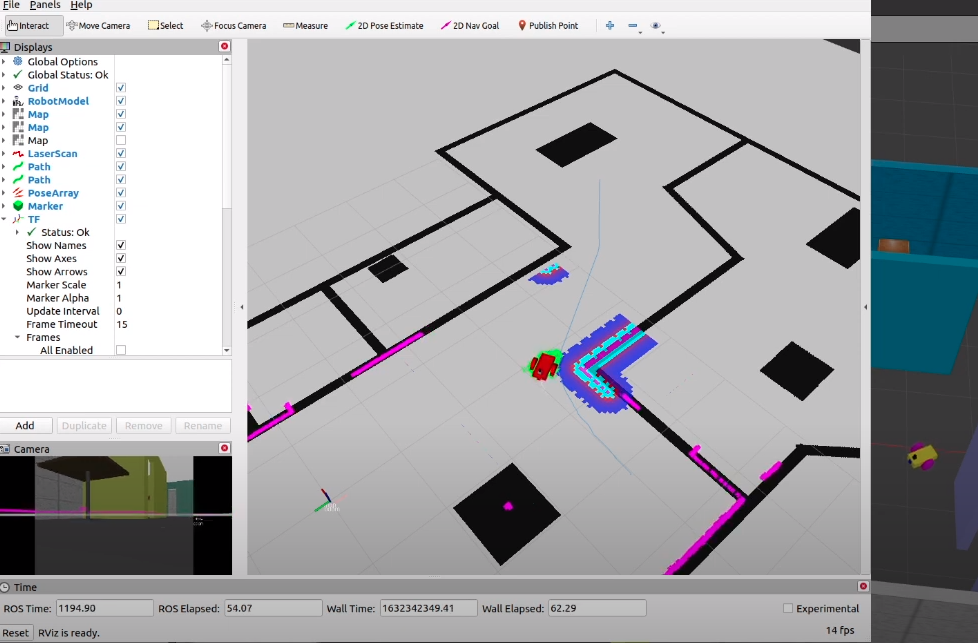 File Panels Help
Interact Move Camera Select Focus Camera Measure 2D Pose Estimate 2D Nav Goal Publish Point
Displays
Global Options
Global Status: Ok
Grid
RobotModel
Map
Map
Map
LaserScan
Path
Path
PoseArray
Marker
TF
Status: Ok
Show Names
Show Axes
Show Arrows
Marker Scale 1
Marker Alpha 1
Update Interval 0
Frame Timeout 15
Frames
All Enabled
Add Duplicate Remove Rename
Camera
Time
ROS Time: 1194.90 ROS Elapsed: 54.07 Wall Time: 1632342349.41 Wall Elapsed: 62.29 Experimental
Reset RViz is ready. 14 fps